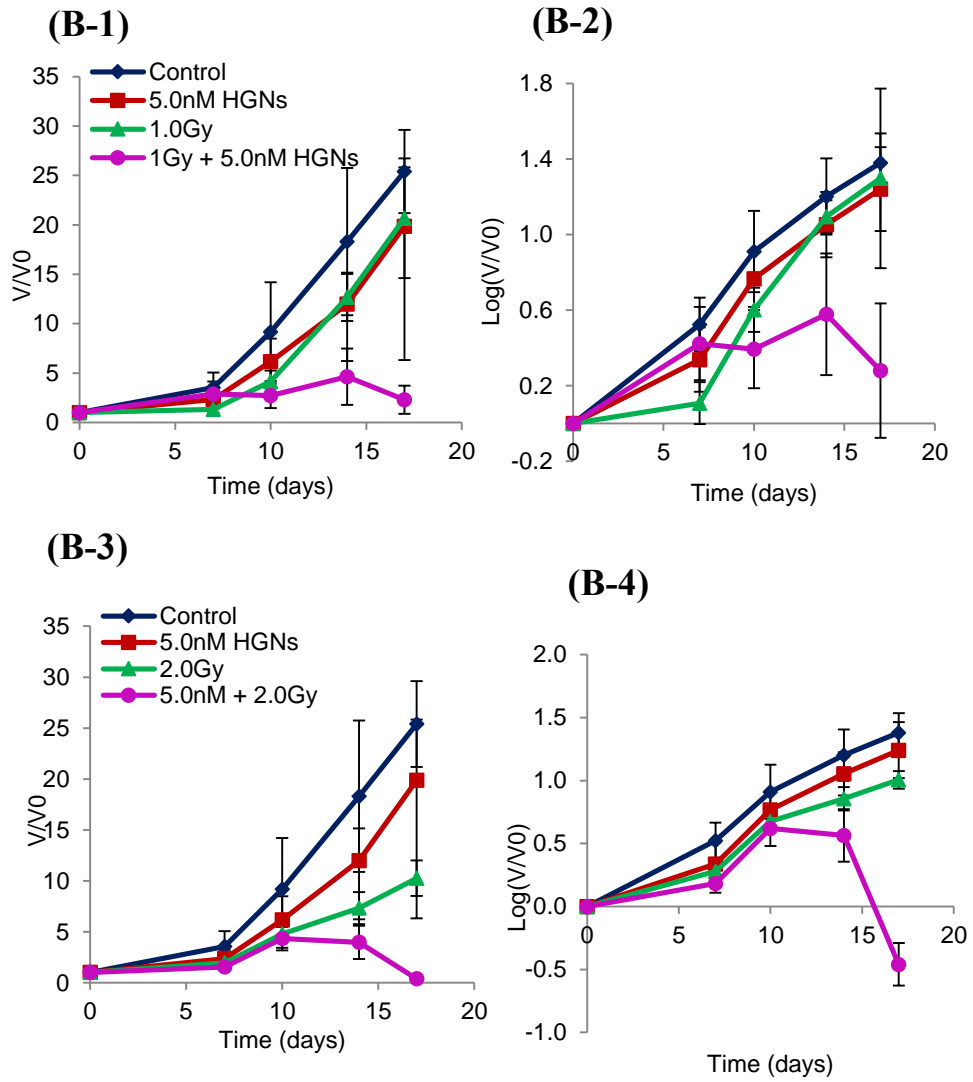 (B-1)
35
30
25
20
15
10
5
0
V/V0
Control
5.0nM HGNs
1.0Gy
1Gy + 5.0nM HGNs
0 5 10 15 20
Time (days)
(B-2)
1.8
1.4
1.0
0.6
0.2
-0.2
Log(V/V0)
0 5 10 15 20
Time (days)
(B-3)
35
30
25
20
15
10
5
0
V/V0
Control
5.0nM HGNs
2.0Gy
5.0nM + 2.0Gy
0 5 10 15 20
Time (days)
(B-4)
2.0
1.5
1.0
0.5
0.0
-0.5
-1.0
Log(V/V0)
0 5 10 15 20
Time (days)